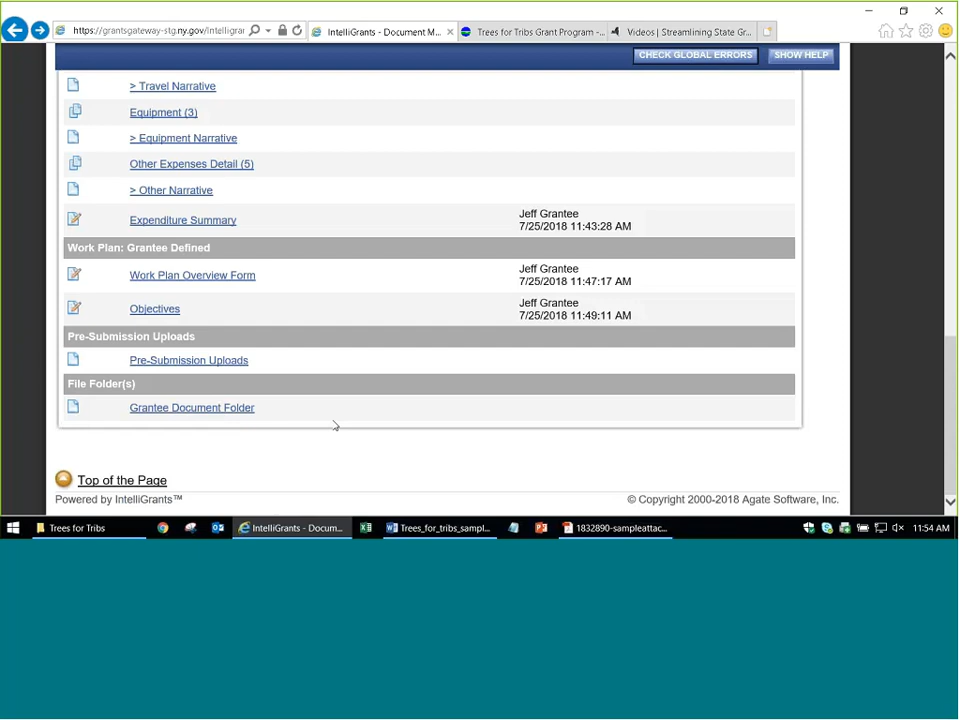 https://grantsgateway-stg.ny.gov/Intelligrar
IntelliGrants - Document M...
Trees for Tribs Grant Program -...
Videos | Streamlining State Gr...
CHECK GLOBAL ERRORS
SHOW HELP
> Travel Narrative
Equipment (3)
> Equipment Narrative
Other Expenses Detail (5)
> Other Narrative
Expenditure Summary
Jeff Grantee
7/25/2018 11:43:28 AM
Work Plan: Grantee Defined
Work Plan Overview Form
Jeff Grantee
7/25/2018 11:47:17 AM
Objectives
Jeff Grantee
7/25/2018 11:49:11 AM
Pre-Submission Uploads
Pre-Submission Uploads
File Folder(s)
Grantee Document Folder
Top of the Page
Powered by IntelliGrants™
© Copyright 2000-2018 Agate Software, Inc.
Trees for Tribs
IntelliGrants - Docum...
Trees_for_tribs_sampl...
1832890-sampleattac...
11:54 AM